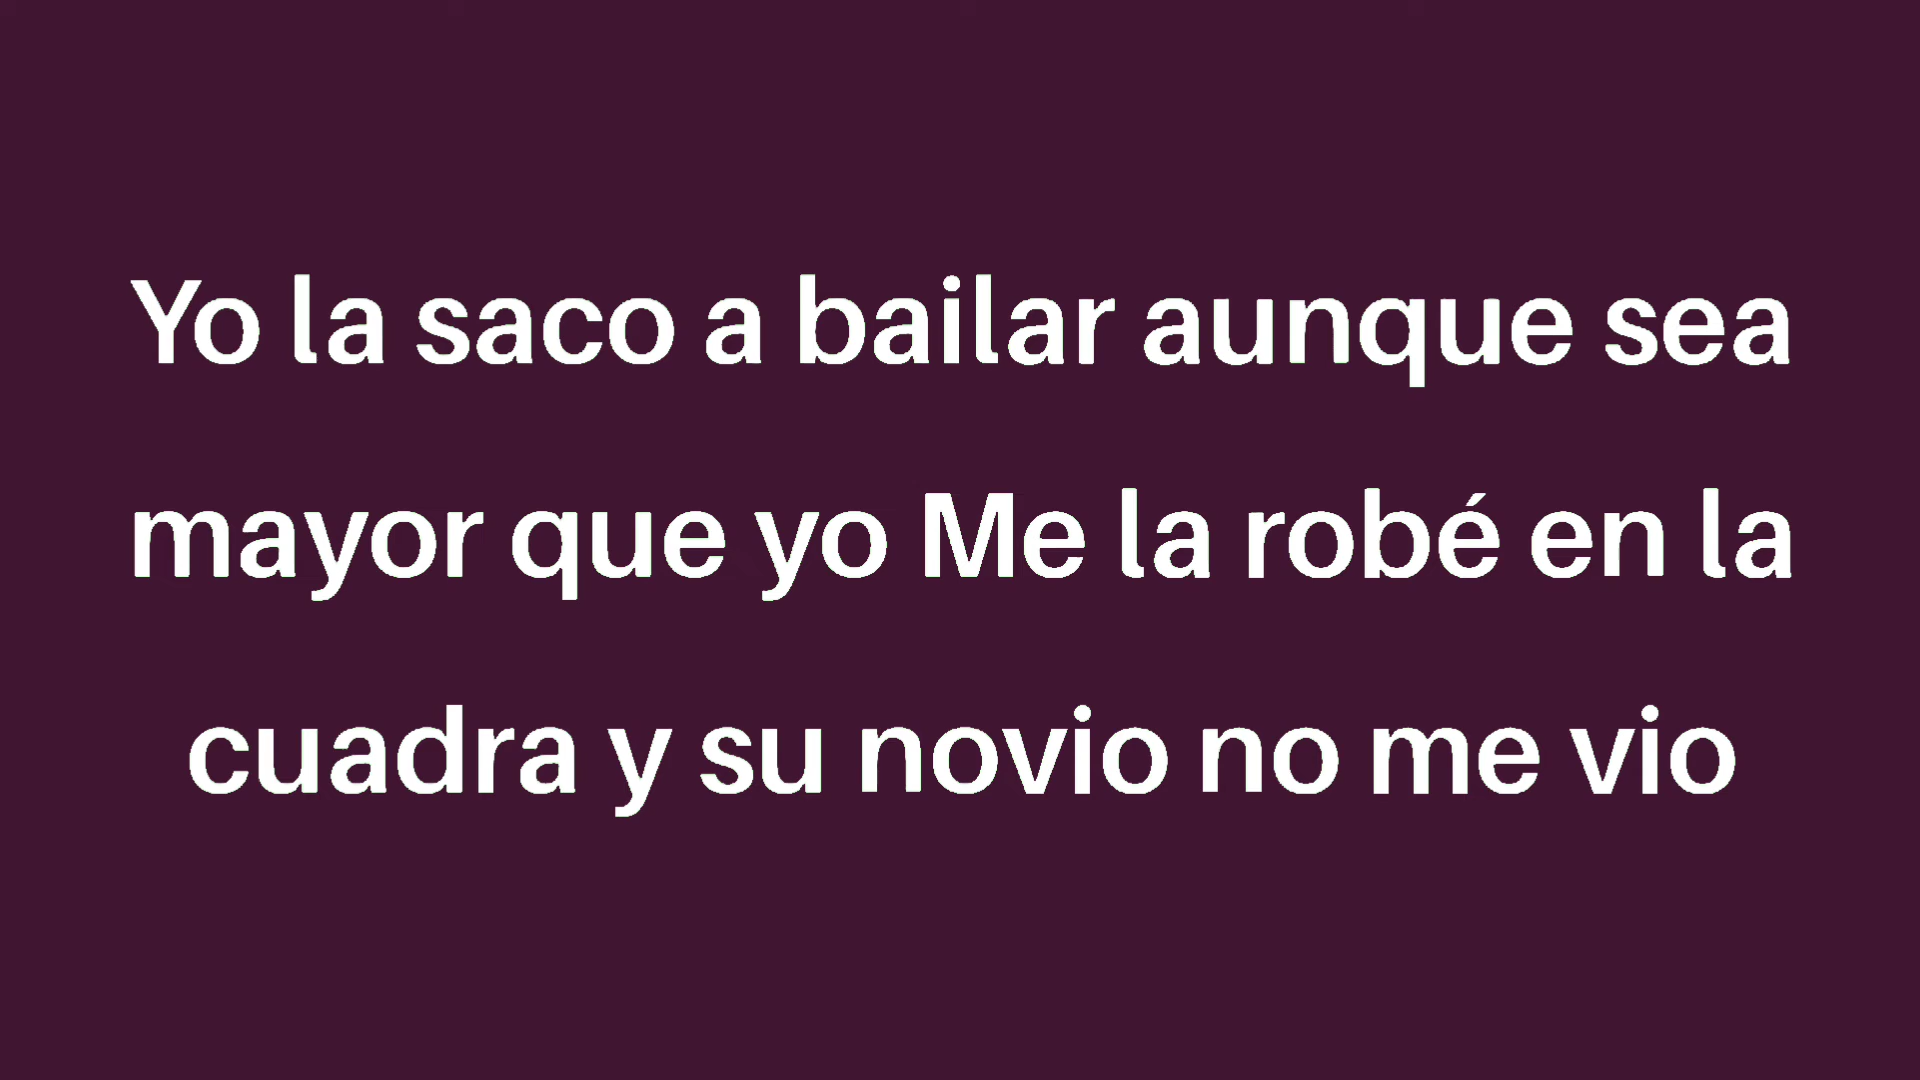 Yo la saco a bailar aunque sea
mayor que yo Me la robé en la
cuadra y su novio no me vio